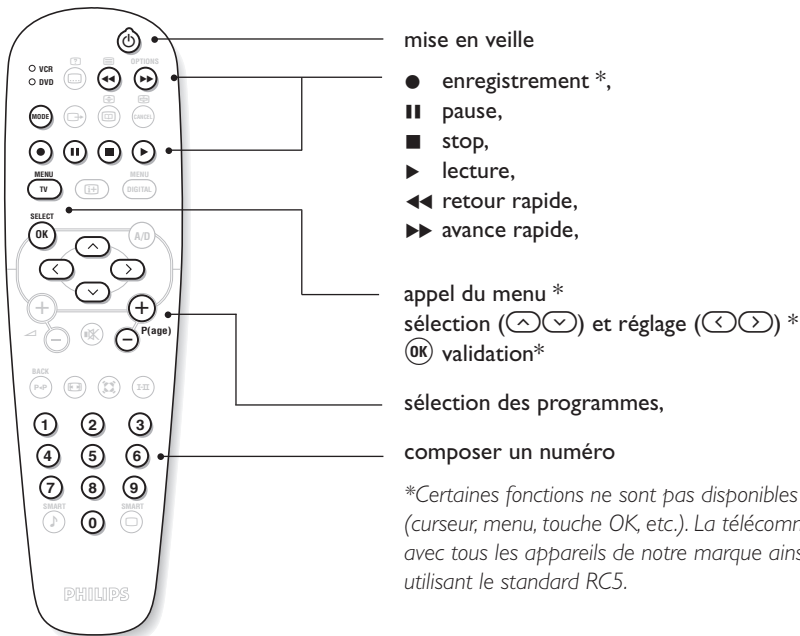 mise en veille
VCR
DVD
OPTIONS
● enregistrement *,
II pause,
■ stop,
► lecture,
◄◄ retour rapide,
►► avance rapide,
MODE
CANCEL
MENU
TV
MENU
DIGITAL
SELECT
OK
A/D
appel du menu *
sélection (˄ ˅) et réglage (< >) *
OK validation*
+
+
−
−
P(age)
sélection des programmes,
BACK
P◄P
I-II
1 2 3
4 5 6
7 8 9
SMART
SMART
0
composer un numéro
*Certaines fonctions ne sont pas disponibles
(curseur, menu, touche OK, etc.). La télécomm
avec tous les appareils de notre marque ains
utilisant le standard RC5.
PHILIPS